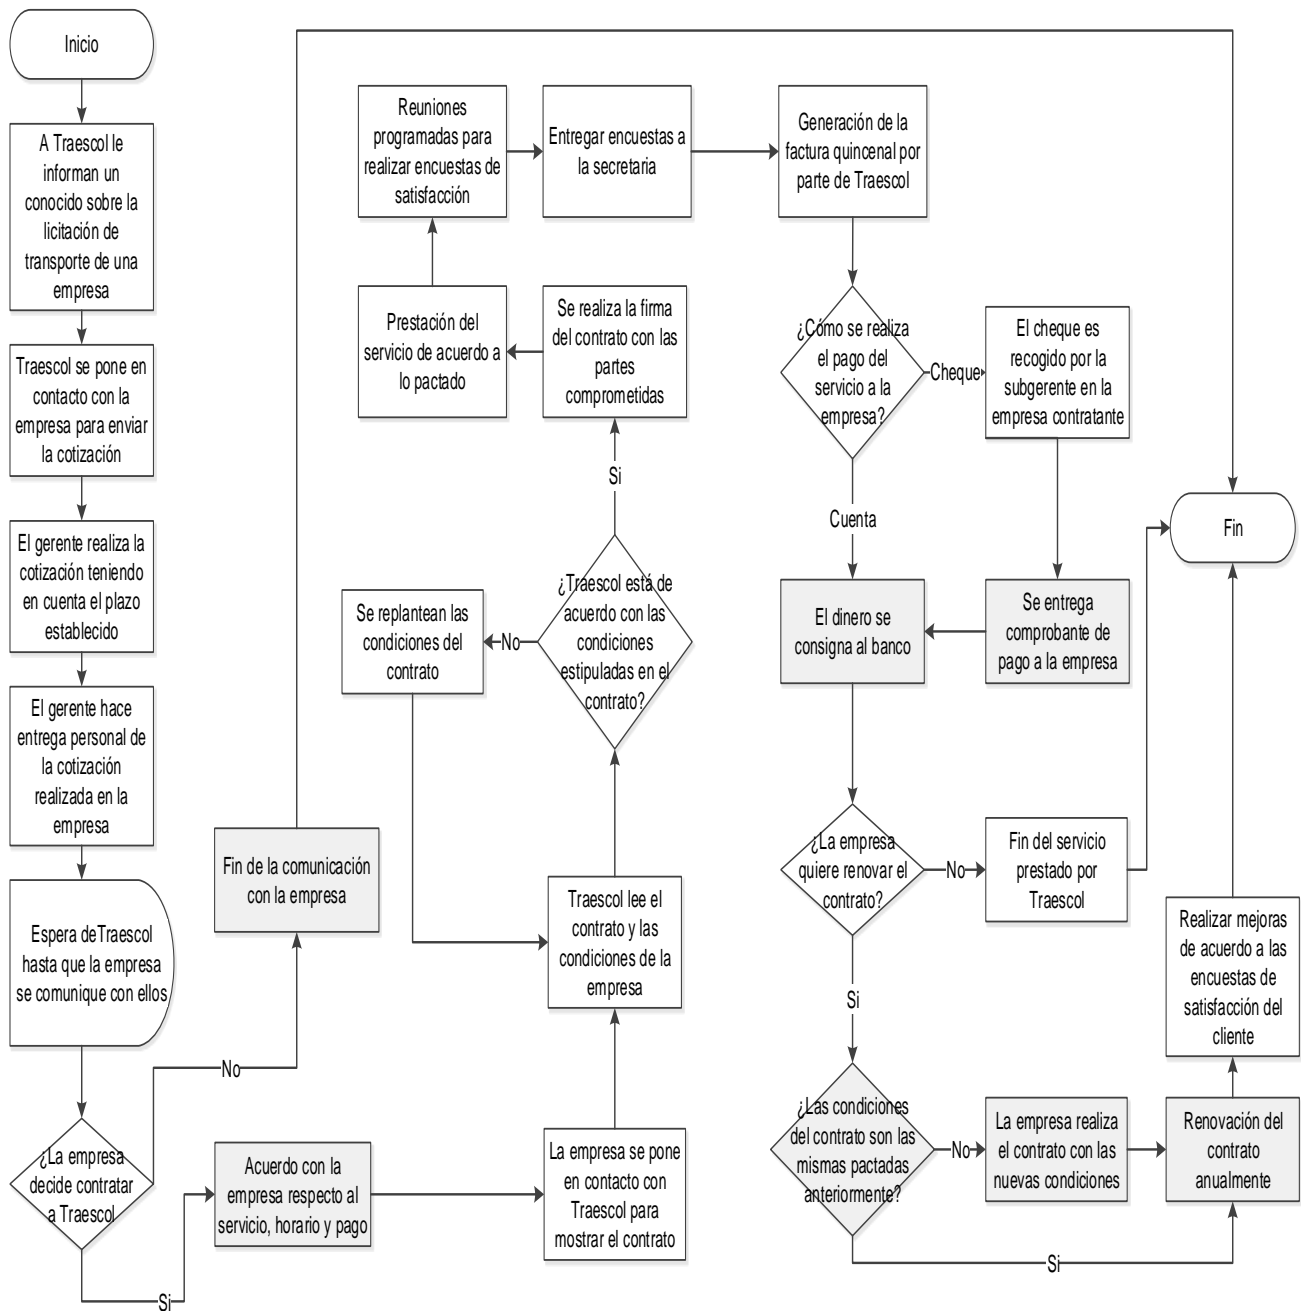 Inicio
A Traescol le
informan un
conocido sobre la
licitación de
transporte de una
empresa
Traescol se pone en
contacto con la
empresa para enviar
la cotización
El gerente realiza la
cotización teniendo
en cuenta el plazo
establecido
El gerente hace
entrega personal de
la cotización
realizada en la
empresa
Espera deTraescol
hasta que la empresa
se comunique con ellos
¿La empresa
decide contratar
a Traescol
No
Si
Fin de la comunicación
con la empresa
Acuerdo con la
empresa respecto al
servicio, horario y pago
La empresa se pone
en contacto con
Traescol para
mostrar el contrato
Traescol lee el
contrato y las
condiciones de la
empresa
¿Traescol está de
acuerdo con las
condiciones
estipuladas en el
contrato?
No
Se replantean las
condiciones del
contrato
Si
Se realiza la firma
del contrato con las
partes
comprometidas
Prestación del
servicio de acuerdo a
lo pactado
Reuniones
programadas para
realizar encuestas de
satisfacción
Entregar encuestas a
la secretaria
Generación de la
factura quincenal por
parte de Traescol
¿Cómo se realiza
el pago del
servicio a la
empresa?
Cheque
El cheque es
recogido por la
subgerente en la
empresa contratante
Cuenta
Se entrega
comprobante de
pago a la empresa
El dinero se
consigna al banco
¿La empresa
quiere renovar el
contrato?
No
Fin del servicio
prestado por
Traescol
Si
¿Las condiciones
del contrato son las
mismas pactadas
anteriormente?
No
La empresa realiza
el contrato con las
nuevas condiciones
Si
Renovación del
contrato
anualmente
Realizar mejoras
de acuerdo a las
encuestas de
satisfacción del
cliente
Fin